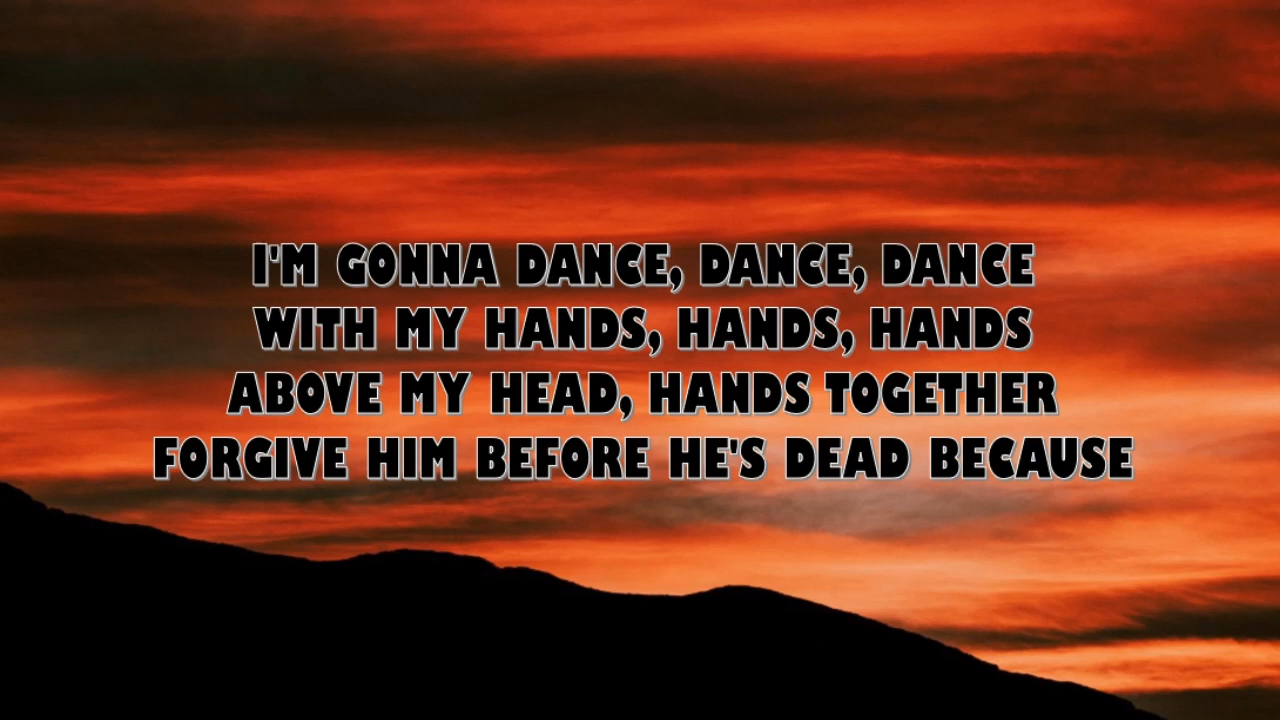 I'M GONNA DANCE, DANCE, DANCE
WITH MY HANDS, HANDS, HANDS
ABOVE MY HEAD, HANDS TOGETHER
FORGIVE HIM BEFORE HE'S DEAD BECAUSE